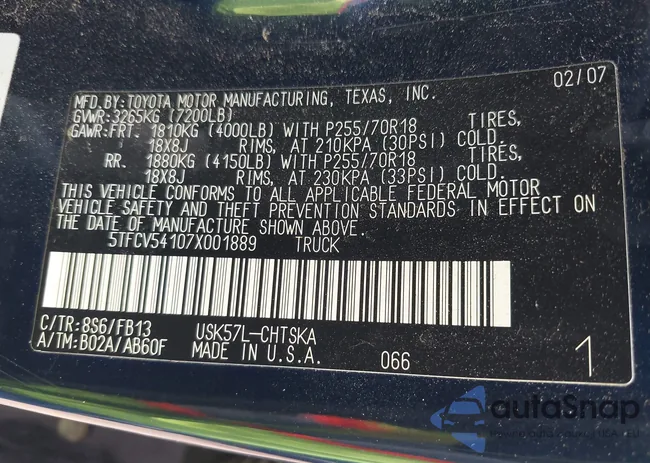 02/07
MFD.BY:TOYOTA MOTOR MANUFACTURING, TEXAS, INC.
GVWR:3265KG (7200LB)
GAWR:FRT. 1810KG (4000LB) WITH P255/70R18 TIRES,
18X8J RIMS, AT 210KPA (30PSI) COLD.
RR. 1880KG (4150LB) WITH P255/70R18 TIRES,
18X8J RIMS, AT 230KPA (33PSI) COLD.
THIS VEHICLE CONFORMS TO ALL APPLICABLE FEDERAL MOTOR
VEHICLE SAFETY AND THEFT PREVENTION STANDARDS IN EFFECT ON
THE DATE OF MANUFACTURE SHOWN ABOVE.
5TFCV54107X001889 TRUCK
C/TR:8S6/FB13 USK57L-CHTSKA
A/TM:B02A/AB60F MADE IN U.S.A. 066 1
autoSnap